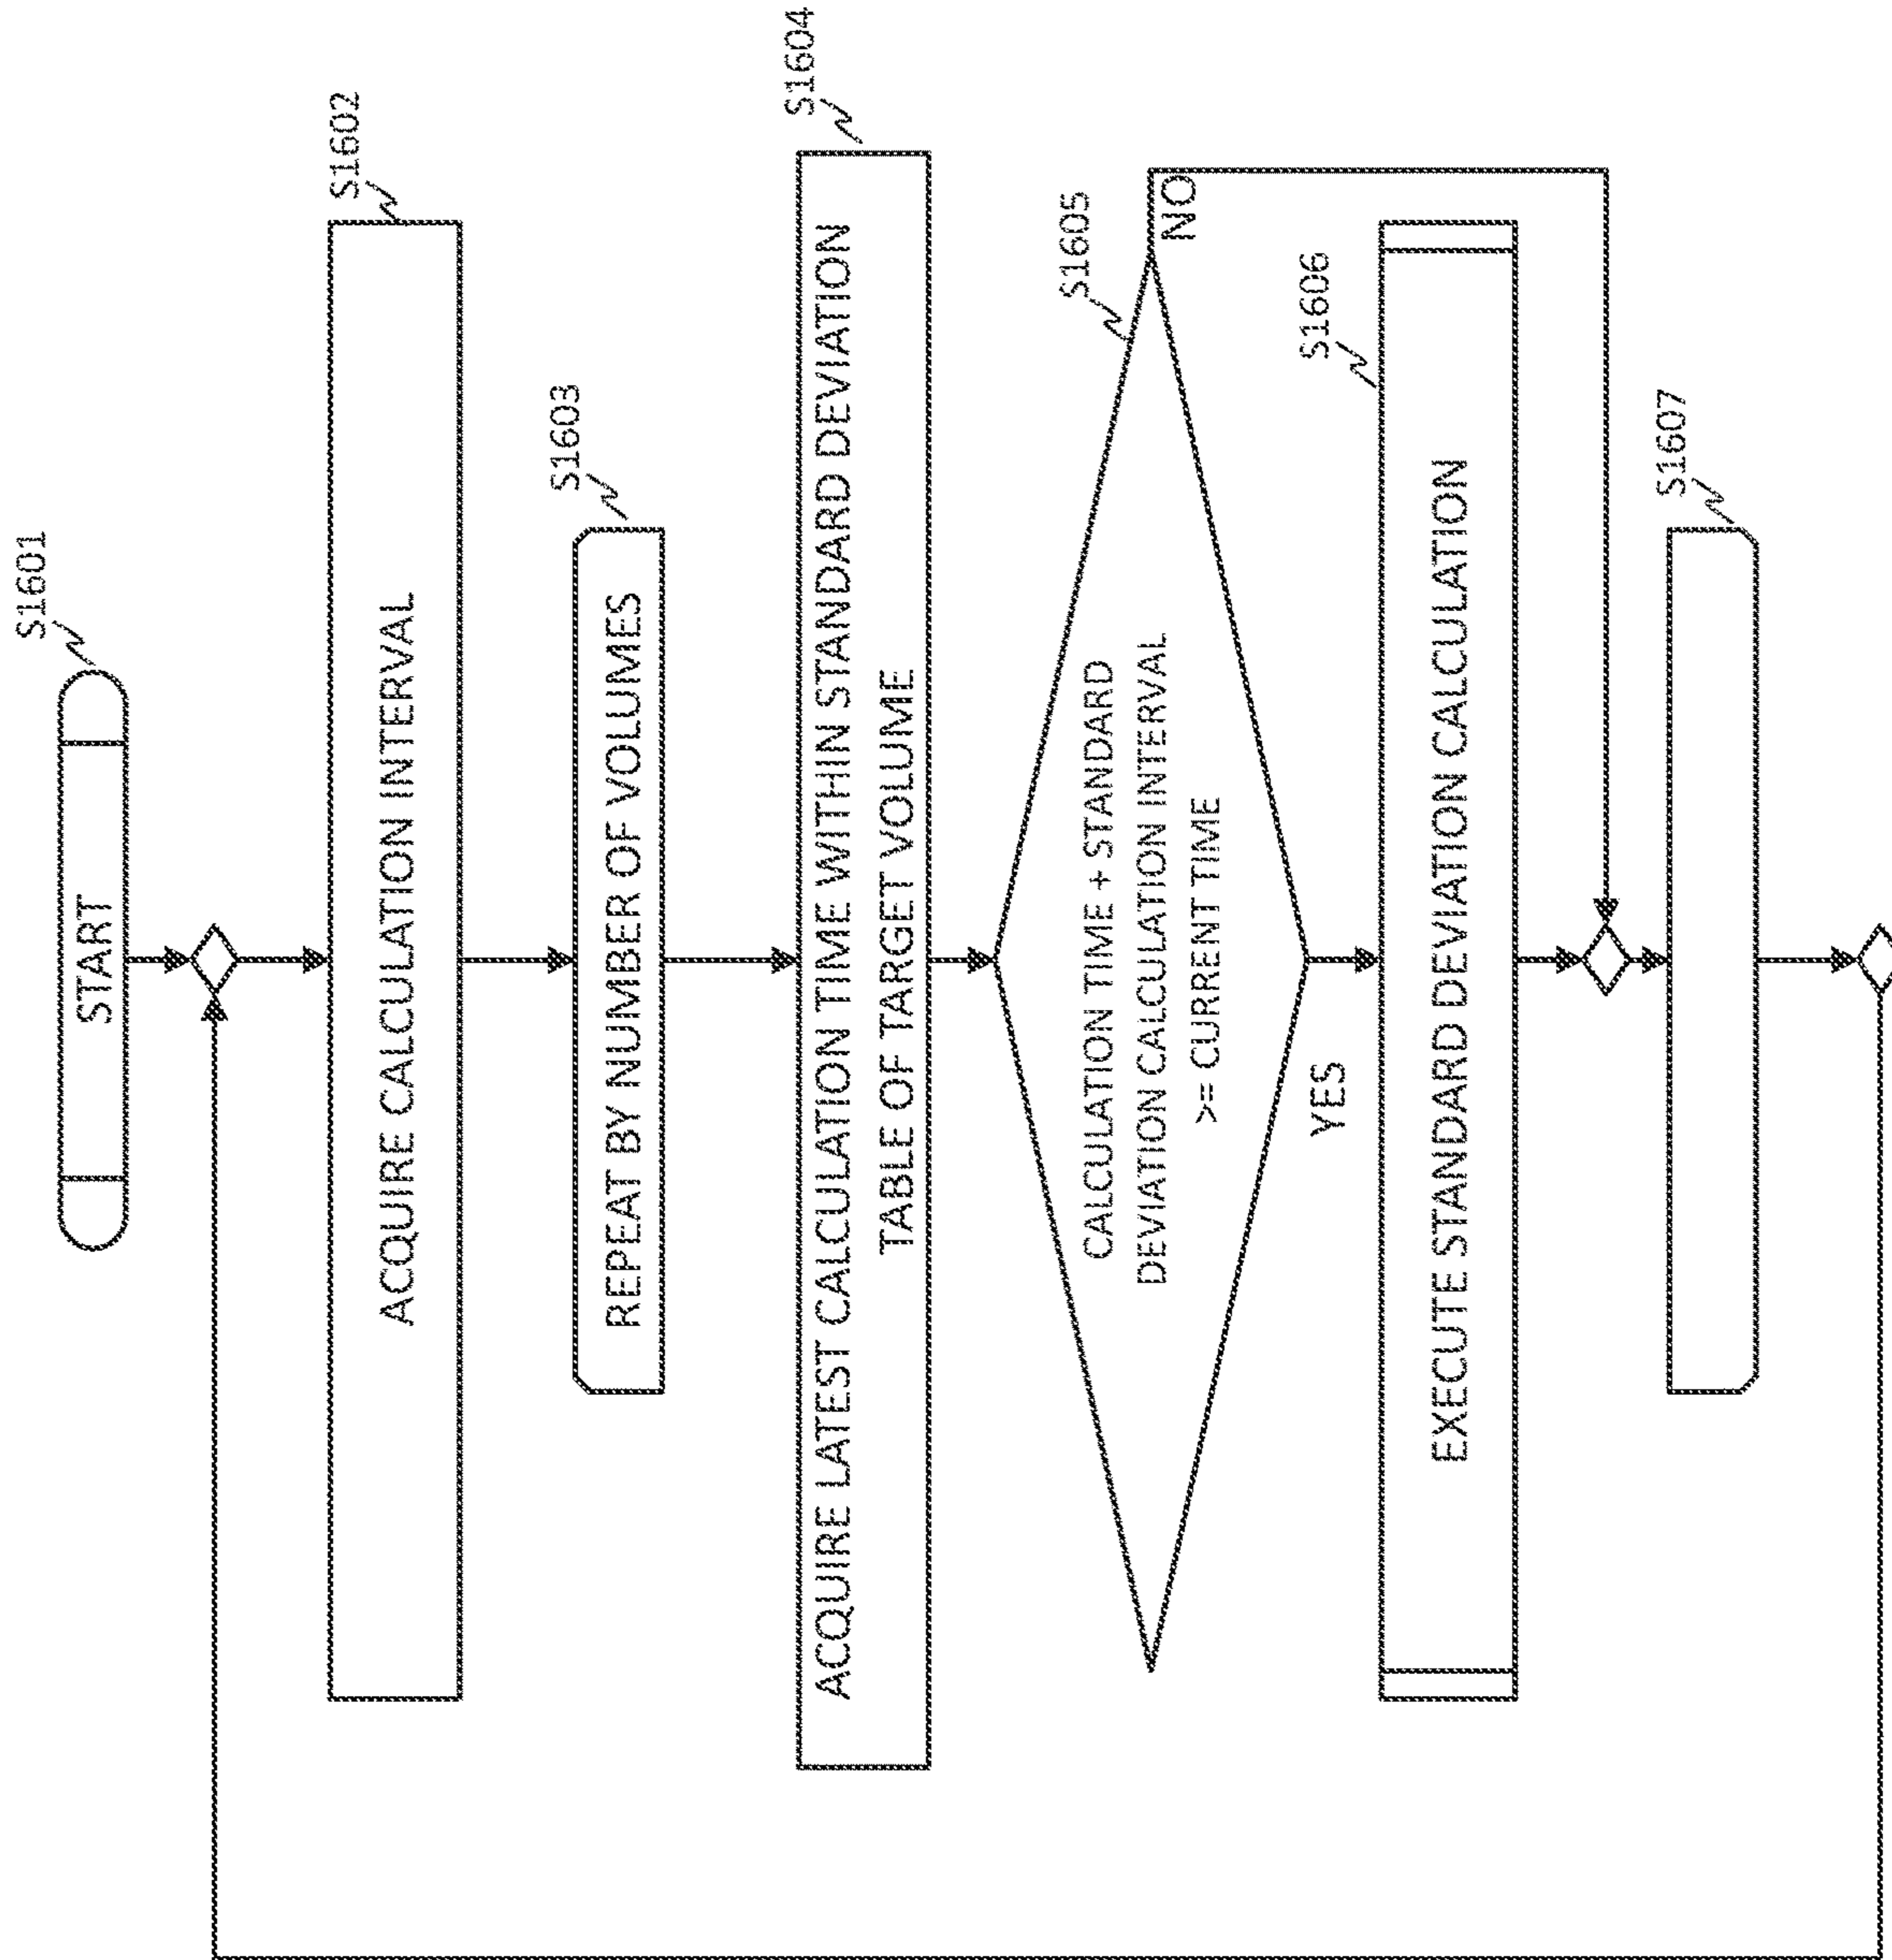 S1601
START
S1602
ACQUIRE CALCULATION INTERVAL
S1603
REPEAT BY NUMBER OF VOLUMES
S1604
ACQUIRE LATEST CALCULATION TIME WITHIN STANDARD DEVIATION
TABLE OF TARGET VOLUME
S1605
CALCULATION TIME + STANDARD
DEVIATION CALCULATION INTERVAL
>= CURRENT TIME
NO
YES
S1606
EXECUTE STANDARD DEVIATION CALCULATION
S1607